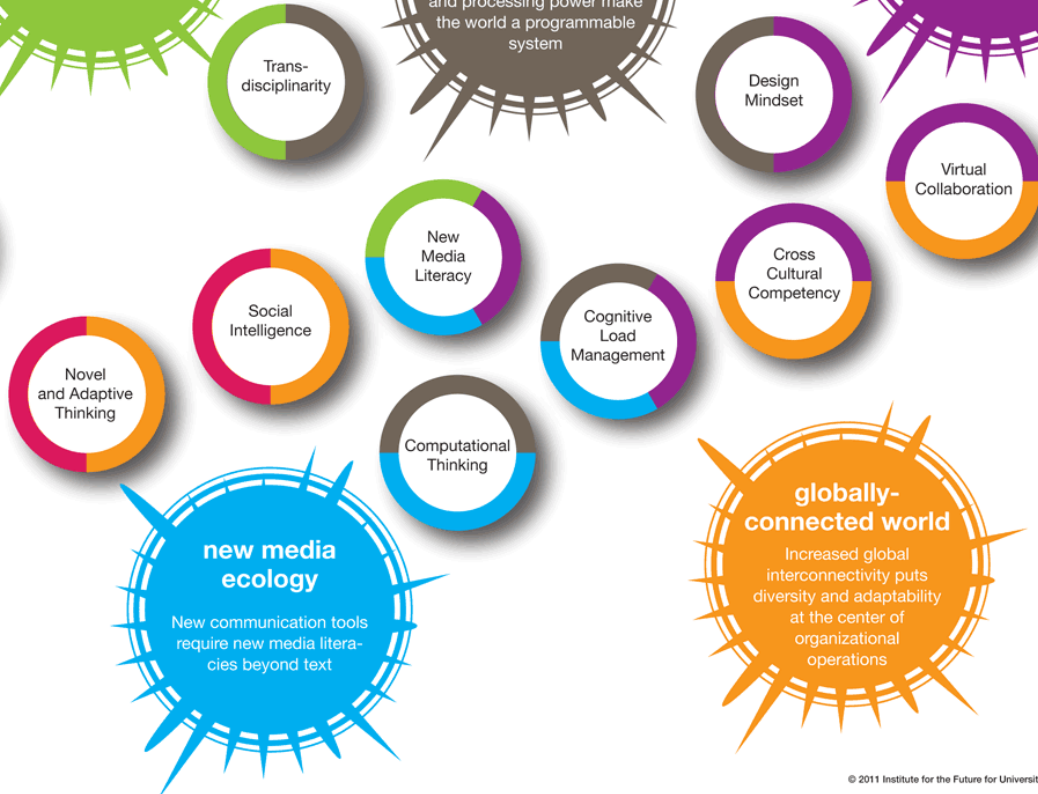 and processing power make
the world a programmable
system
Trans-
disciplinarity
Design
Mindset
Virtual
Collaboration
New
Media
Literacy
Cross
Cultural
Competency
Social
Intelligence
Cognitive
Load
Management
Novel
and Adaptive
Thinking
Computational
Thinking
globally-
connected world
Increased global
interconnectivity puts
diversity and adaptability
at the center of
organizational
operations
new media
ecology
New communication tools
require new media litera-
cies beyond text
© 2011 Institute for the Future for Universit